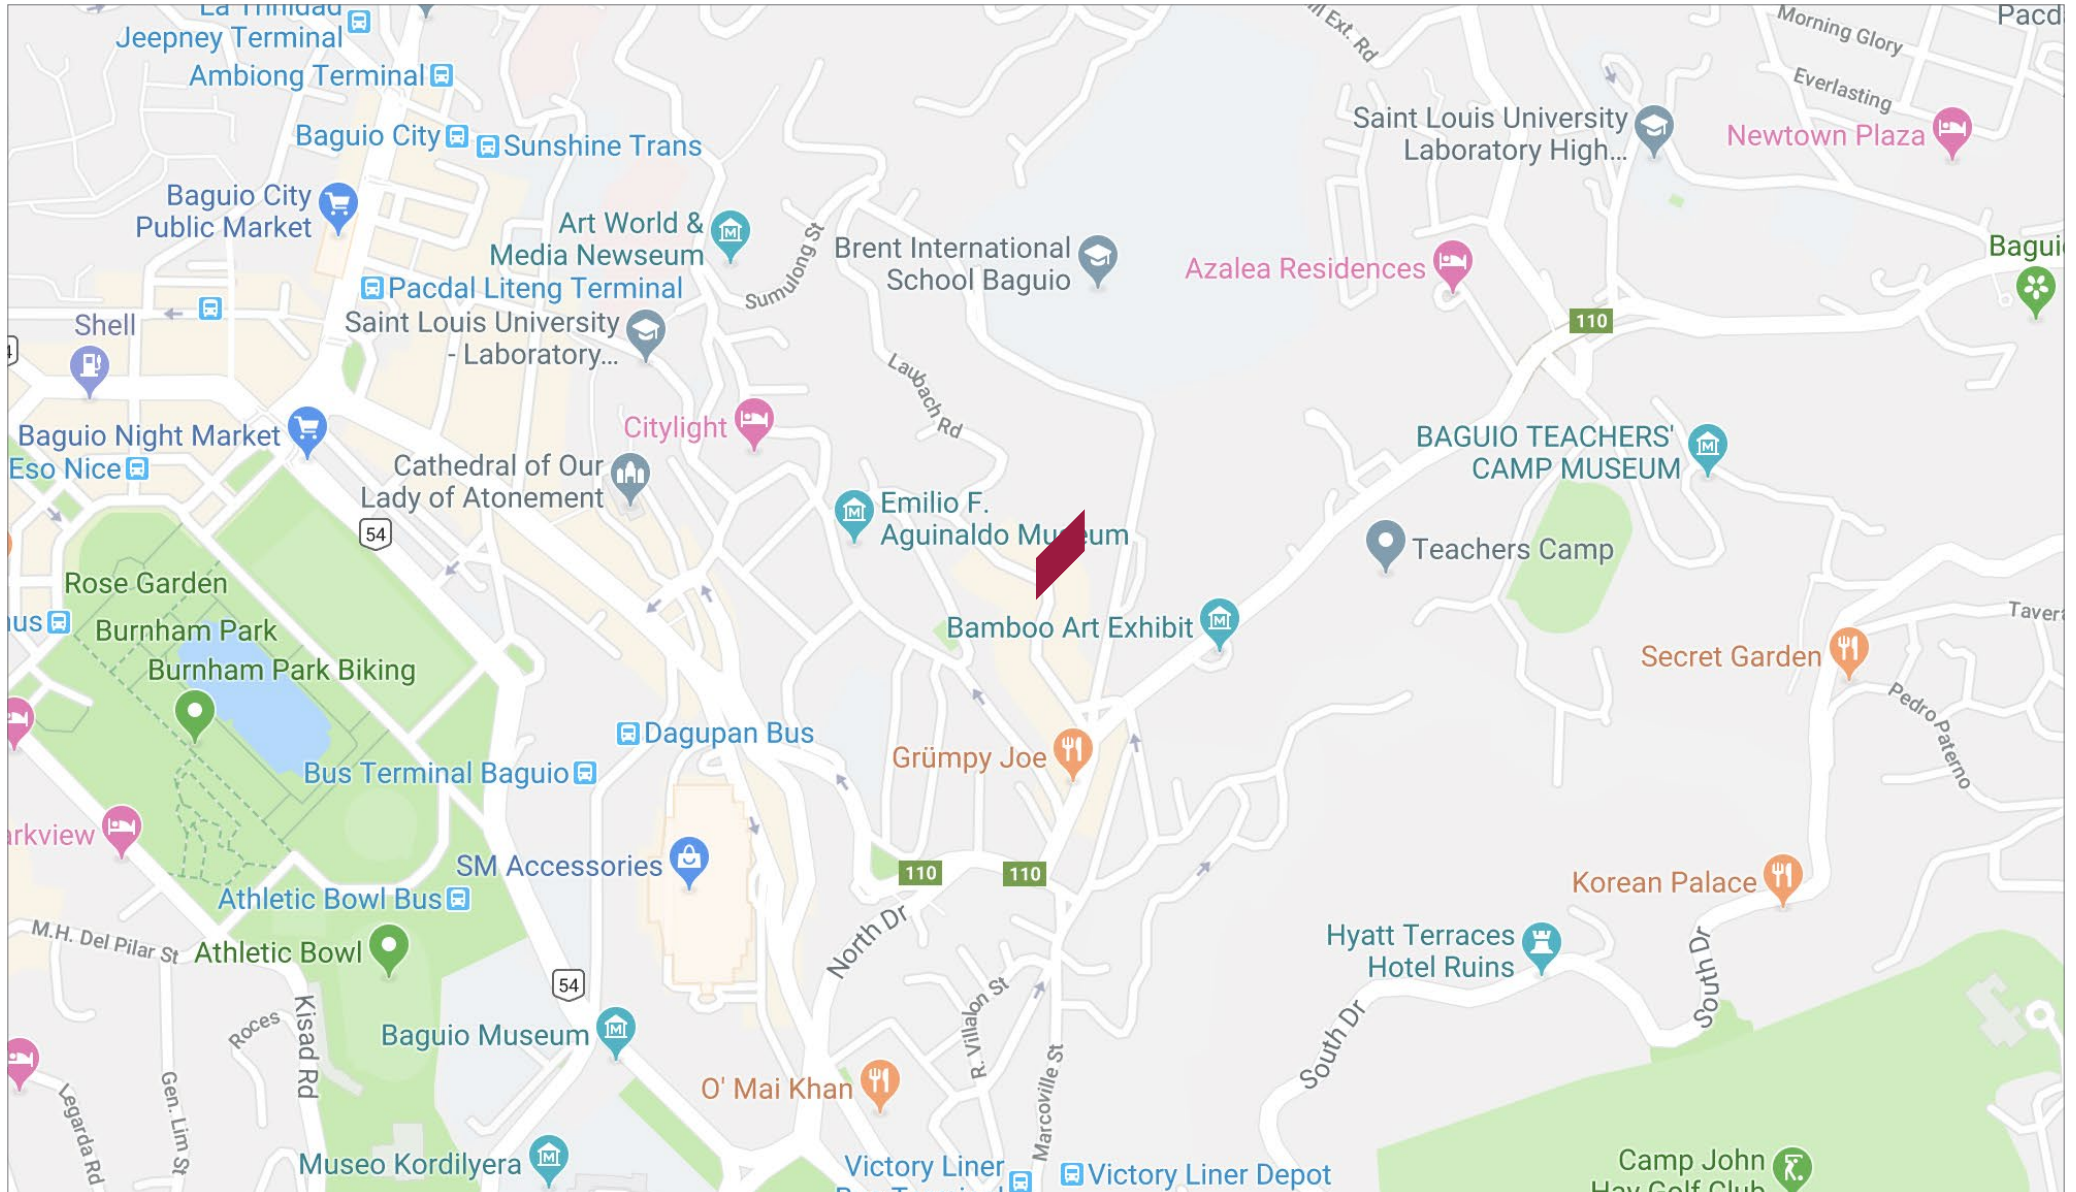 La Trinidad
Jeepney Terminal
Ambiong Terminal
Baguio City
Sunshine Trans
Baguio City
Public Market
Art World &
Media Newseum
Pacdal Liteng Terminal
Saint Louis University
- Laboratory...
Shell
Sumulong St
Brent International
School Baguio
Ext. Rd
Saint Louis University
Laboratory High...
Morning Glory
Everlasting
Newtown Plaza
Azalea Residences
110
Laubach Rd
Citylight
Baguio Night Market
Eso Nice
Cathedral of Our
Lady of Atonement
54
Emilio F.
Aguinaldo Museum
BAGUIO TEACHERS'
CAMP MUSEUM
Teachers Camp
Rose Garden
Burnham Park
Burnham Park Biking
Bamboo Art Exhibit
Secret Garden
Pedro Paterno
Dagupan Bus
Bus Terminal Baguio
Grümpy Joe
SM Accessories
110
110
Athletic Bowl Bus
M.H. Del Pilar St
Athletic Bowl
North Dr
Korean Palace
Hyatt Terraces
Hotel Ruins
South Dr
South Dr
54
Roces
Kisad Rd
Baguio Museum
R. Villalon St
O' Mai Khan
Marcoville St
Legarda Rd
Gen. Lim St
Museo Kordilyera
Victory Liner
Victory Liner Depot
Camp John
Hay Golf Club